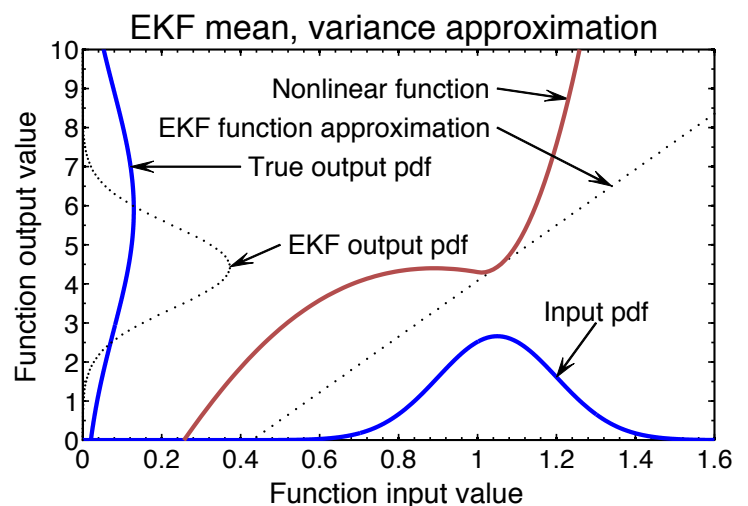 EKF mean, variance approximation
10
9
8
7
6
5
4
3
2
1
0
Function output value
Nonlinear function
EKF function approximation
True output pdf
EKF output pdf
Input pdf
0 0.2 0.4 0.6 0.8 1 1.2 1.4 1.6
Function input value